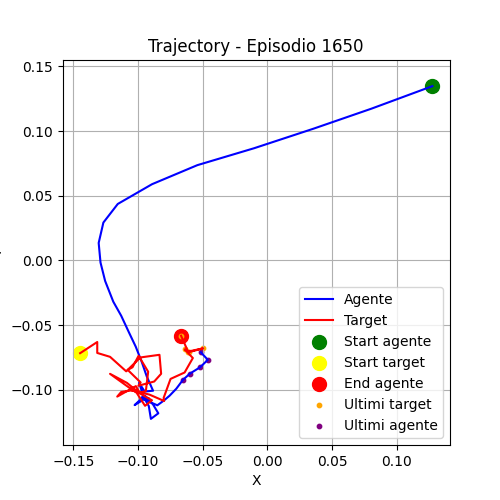 Trajectory - Episodio 1650
0.15
0.10
0.05
0.00
−0.05
−0.10
−0.15
−0.10
−0.05
0.00
0.05
0.10
X
Agente
Target
Start agente
Start target
End agente
Ultimi target
Ultimi agente